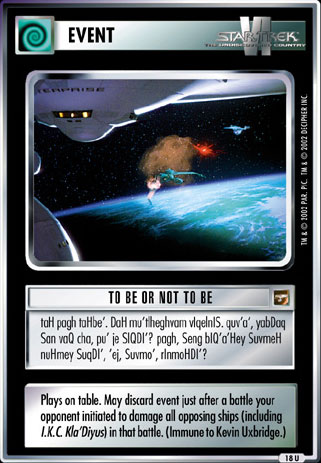 EVENT
STAR TREK
VI
THE UNDISCOVERED COUNTRY
ERPRISE
TM & © 2002 PAR. PIC. TM & © 2002 DECIPHER INC.
TO BE OR NOT TO BE
taH pagh taHbe'. DaH mu'tlheghvam vIqelnIS. quv'a', yabDaq
San vaQ cha, pu' je SIQDI'? pagh, Seng bIQ'a'Hey SuvmeH
nuHmey SuqDI', 'ej, Suvmo', rInmoHDI'?
Plays on table. May discard event just after a battle your
opponent initiated to damage all opposing ships (including
I.K.C. Kla'Diyus) in that battle. (Immune to Kevin Uxbridge.)
18 U